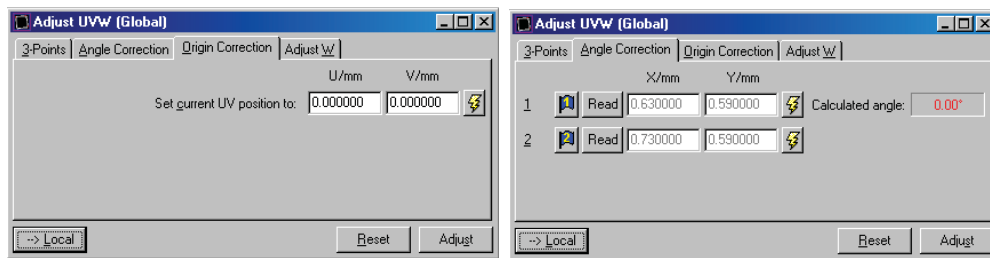 Adjust UVW (Global)
3-Points Angle Correction Origin Correction Adjust W
U/mm V/mm
Set current UV position to: 0.000000 0.000000
--> Local Reset Adjust
Adjust UVW (Global)
3-Points Angle Correction Origin Correction Adjust W
X/mm Y/mm
1 1 Read 0.630000 0.590000 Calculated angle: 0.00°
2 2 Read 0.730000 0.590000
--> Local Reset Adjust